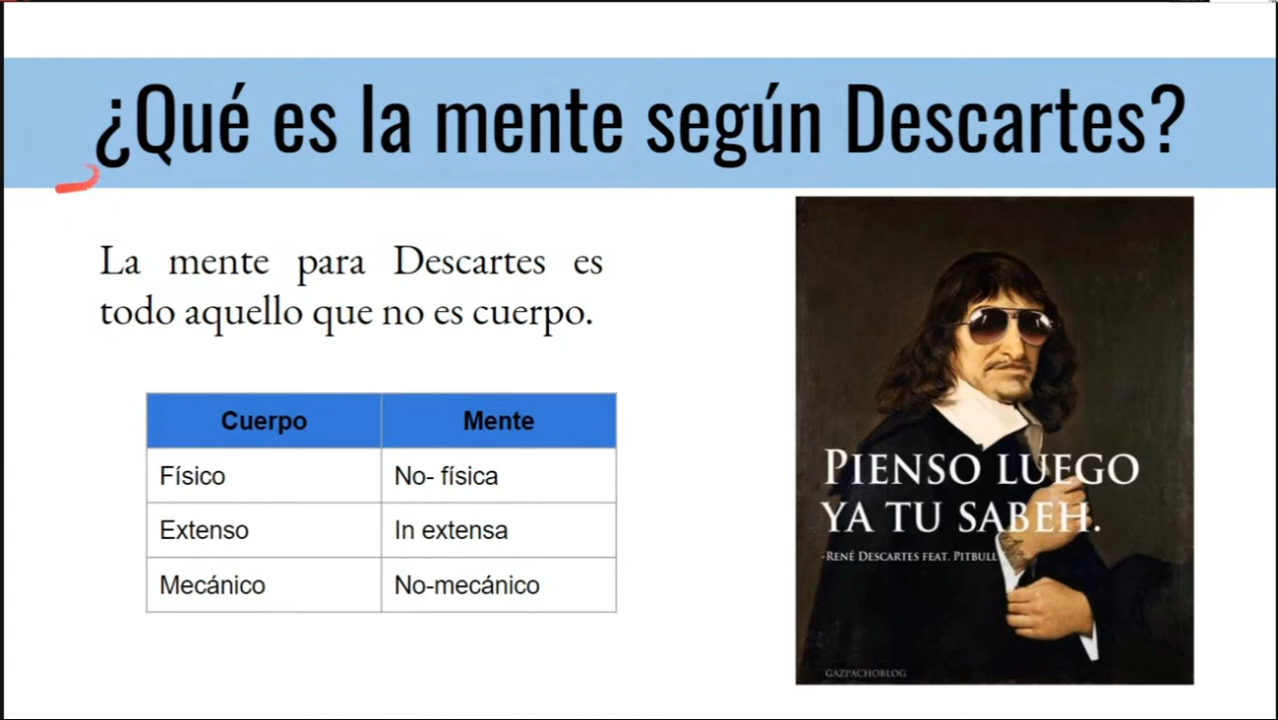 ¿Qué es la mente según Descartes?
La mente para Descartes es
todo aquello que no es cuerpo.
Cuerpo Mente
Físico No- física
Extenso In extensa
Mecánico No-mecánico
PIENSO LUEGO
YA TU SABEH.
-RENÉ DESCARTES FEAT. PITBULL
GAZPACHOBLOG